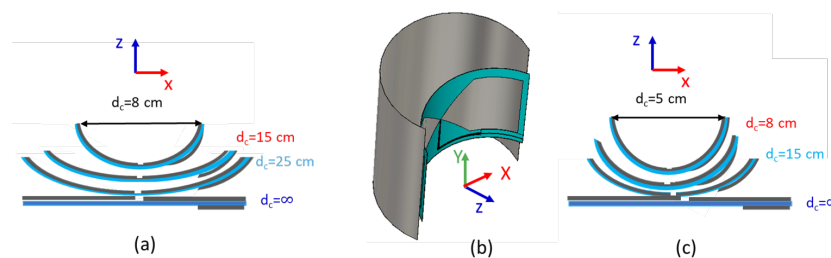 Z
X
d_c=8 cm
d_c=15 cm
d_c=25 cm
d_c=∞
(a)
Y
X
Z
(b)
Z
X
d_c=5 cm
d_c=8 cm
d_c=15 cm
d_c=∞
(c)